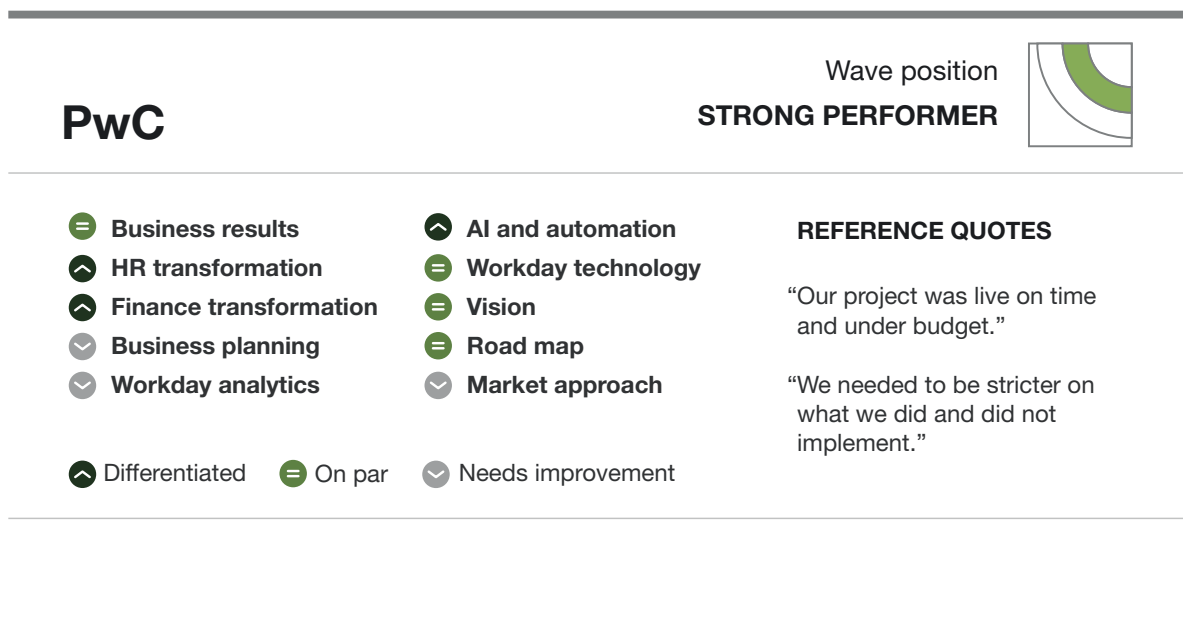 Wave position
STRONG PERFORMER
PwC
Business results
HR transformation
Finance transformation
Business planning
Workday analytics
AI and automation
Workday technology
Vision
Road map
Market approach
Differentiated
On par
Needs improvement
REFERENCE QUOTES
“Our project was live on time
and under budget.”
“We needed to be stricter on
what we did and did not
implement.”